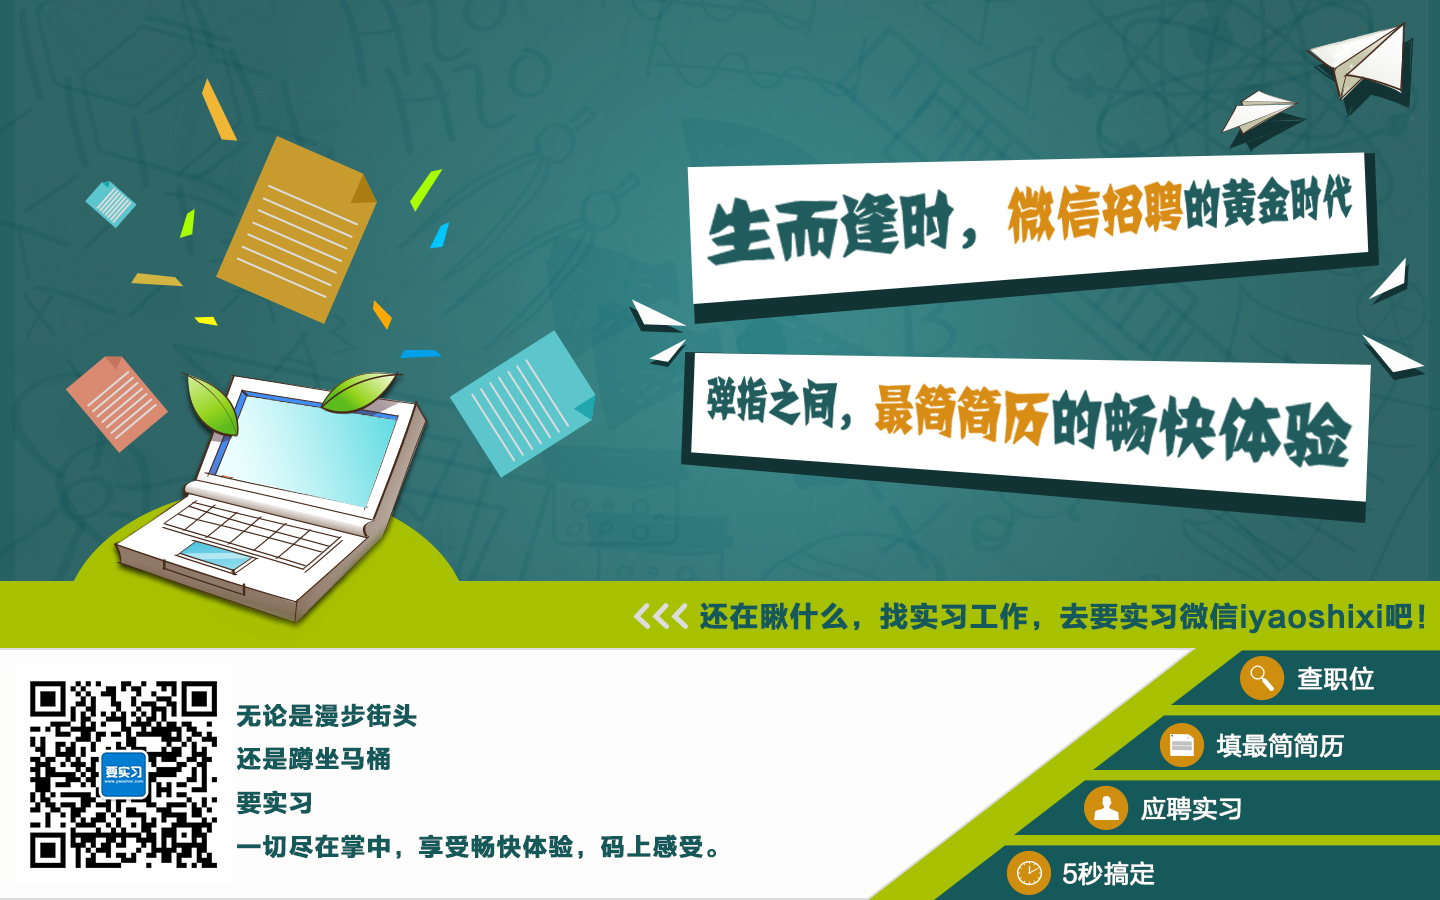 生而逢时，微信招聘的黄金时代
弹指之间，最简简历的畅快体验
还在瞅什么，找实习工作，去要实习微信iyaoshixi吧！
无论是漫步街头
还是蹲坐马桶
要实习
一切尽在掌中，享受畅快体验，码上感受。
要实习
www.yaoshixi.com
查职位
填最简简历
应聘实习
5秒搞定